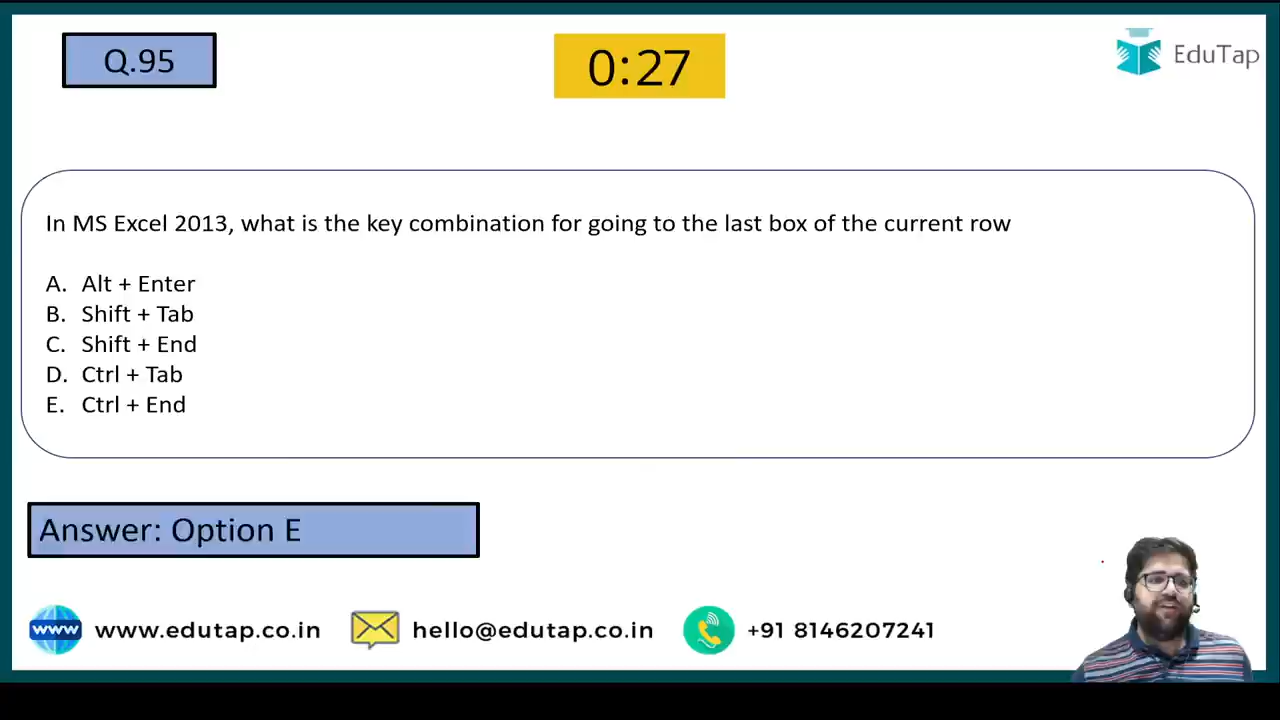 Q.95
0:27
EduTap
In MS Excel 2013, what is the key combination for going to the last box of the current row
A. Alt + Enter
B. Shift + Tab
C. Shift + End
D. Ctrl + Tab
E. Ctrl + End
Answer: Option E
www www.edutap.co.in hello@edutap.co.in +91 8146207241